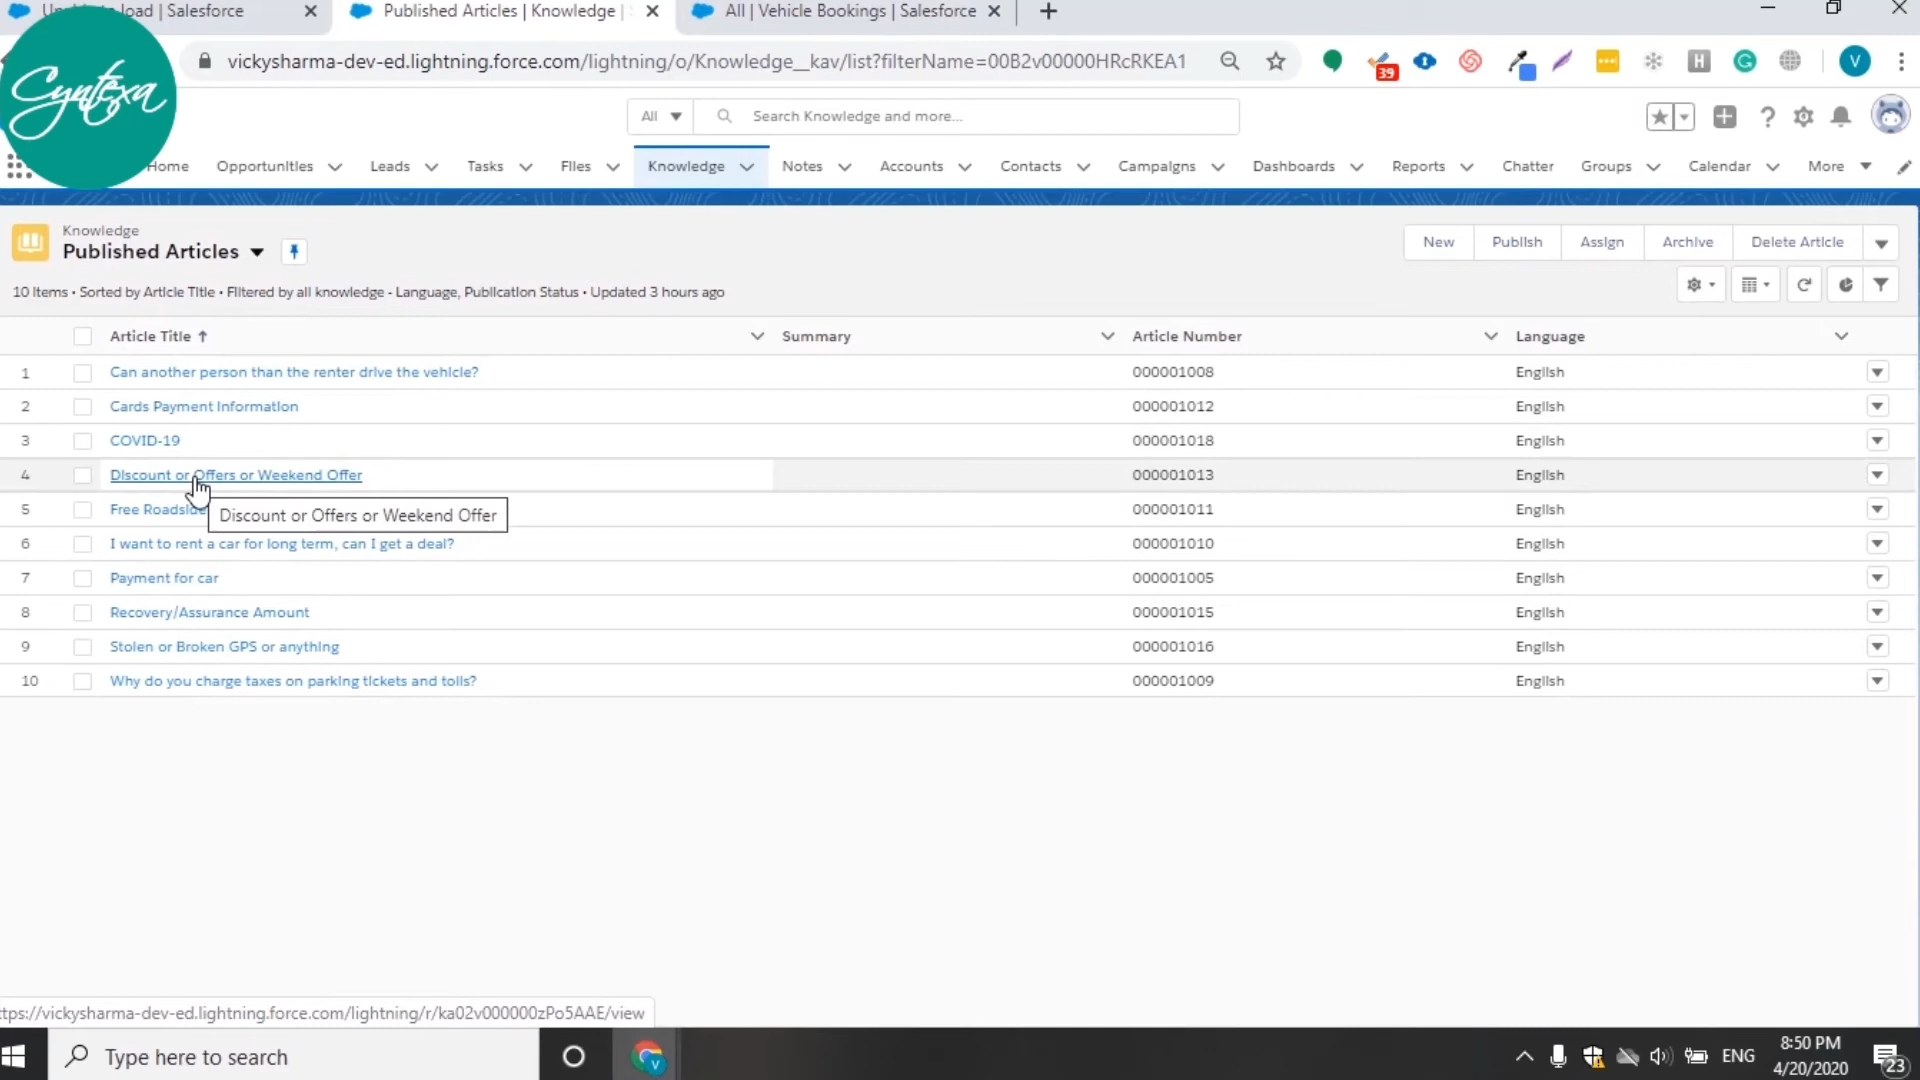 load | Salesforce
Published Articles | Knowledge |
All | Vehicle Bookings | Salesforce
Cyntexa
vickysharma-dev-ed.lightning.force.com/lightning/o/Knowledge__kav/list?filterName=00B2v00000HRcRKEA1
39
H
V
All
Search Knowledge and more...
Home
Opportunities
Leads
Tasks
Files
Knowledge
Notes
Accounts
Contacts
Campaigns
Dashboards
Reports
Chatter
Groups
Calendar
More
Knowledge
Published Articles
New
Publish
Assign
Archive
Delete Article
10 Items • Sorted by Article Title • Filtered by all knowledge - Language, Publication Status • Updated 3 hours ago
Article Title
Summary
Article Number
Language
1 Can another person than the renter drive the vehicle? 000001008 English
2 Cards Payment Information 000001012 English
3 COVID-19 000001018 English
4 Discount or Offers or Weekend Offer 000001013 English
5 Free Roadside 000001011 English
Discount or Offers or Weekend Offer
6 I want to rent a car for long term, can I get a deal? 000001010 English
7 Payment for car 000001005 English
8 Recovery/Assurance Amount 000001015 English
9 Stolen or Broken GPS or anything 000001016 English
10 Why do you charge taxes on parking tickets and tolls? 000001009 English
ttps://vickysharma-dev-ed.lightning.force.com/lightning/r/ka02v000000zPo5AAE/view
Type here to search
V
ENG
8:50 PM
4/20/2020
23